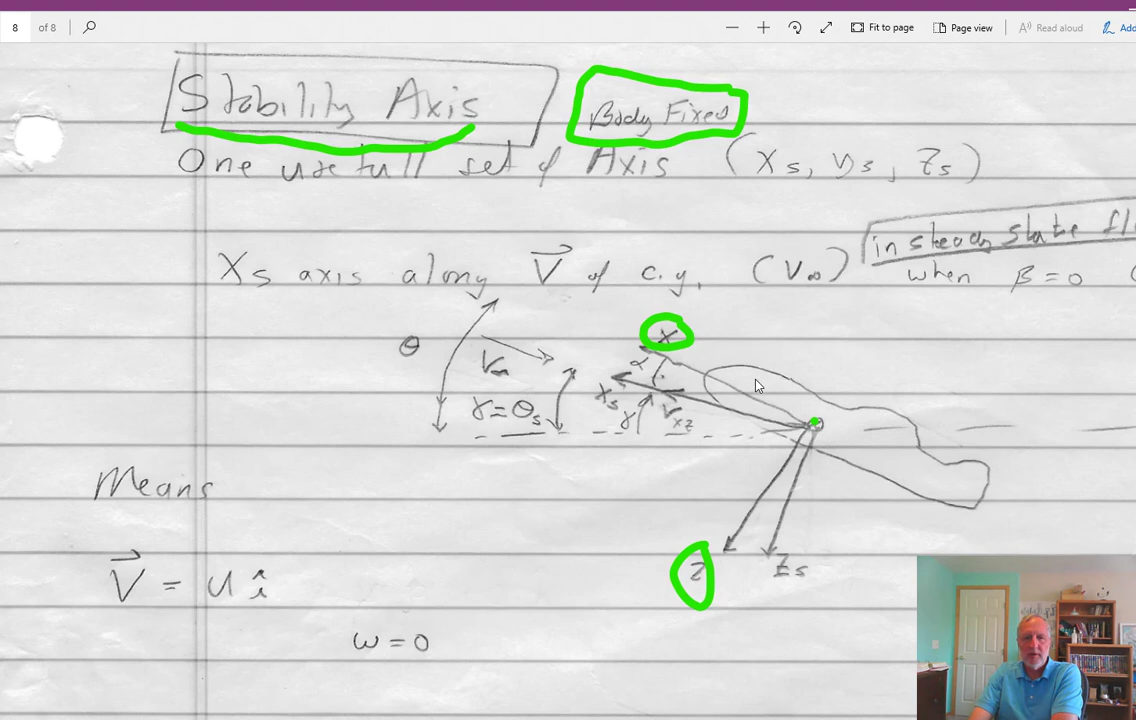 8 of 8
Fit to page
Page view
Read aloud
Stability Axis
Body Fixed
One usefull set of Axis (Xs, ys, Zs)
in steady state
Xs axis along V of c.g. (V∞)
when β=0
X
θ
V∞
α
Xs
γ=θs
γ
Vxz
Means
Z
Zs
V = u i
ω=0